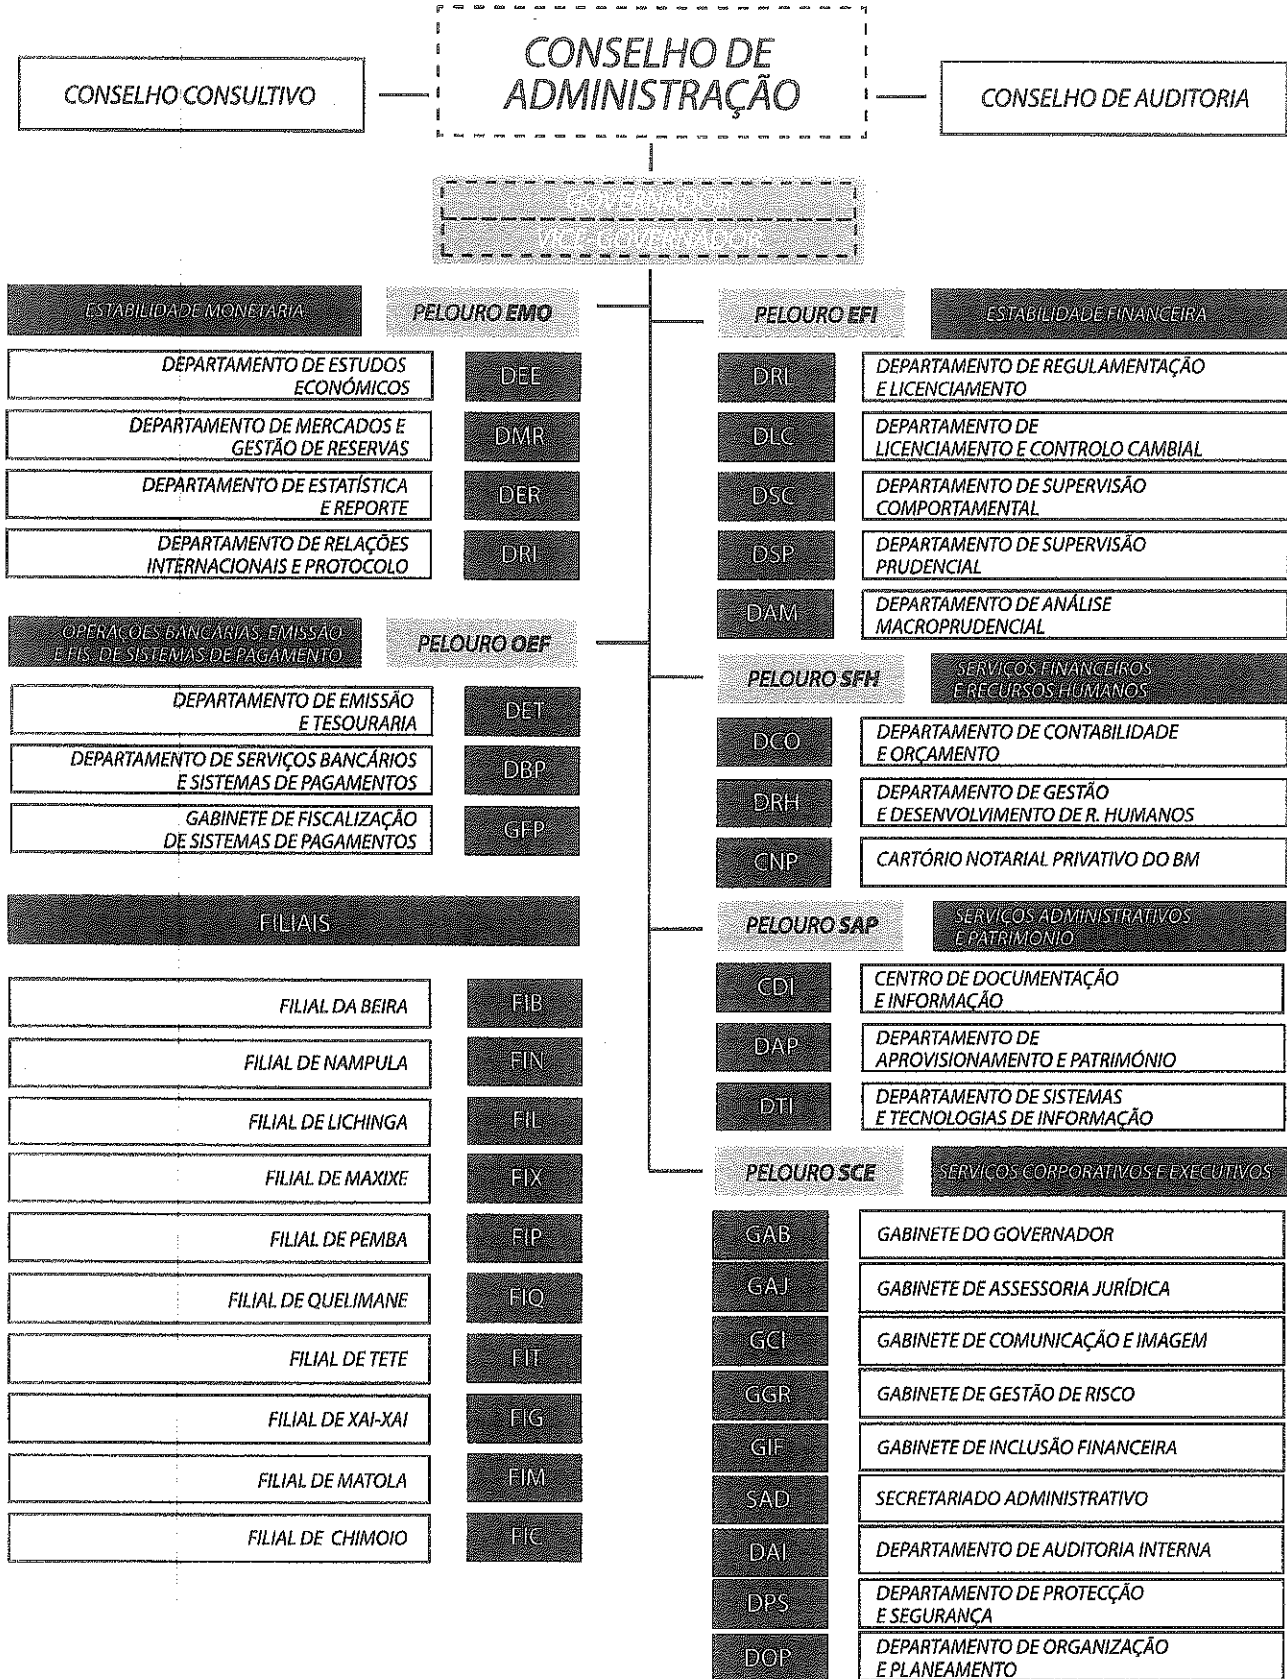 CONSELHO DE
ADMINISTRAÇÃO
CONSELHO CONSULTIVO
CONSELHO DE AUDITORIA
GOVERNADOR
VICE-GOVERNADOR
ESTABILIDADE MONETÁRIA
PELOURO EMO
DEPARTAMENTO DE ESTUDOS
ECONÓMICOS
DEE
DEPARTAMENTO DE MERCADOS E
GESTÃO DE RESERVAS
DMR
DEPARTAMENTO DE ESTATÍSTICA
E REPORTE
DER
DEPARTAMENTO DE RELAÇÕES
INTERNACIONAIS E PROTOCOLO
DRI
OPERAÇÕES BANCÁRIAS, EMISSÃO
E FIS. DE SISTEMAS DE PAGAMENTO
PELOURO OEF
DEPARTAMENTO DE EMISSÃO
E TESOURARIA
DET
DEPARTAMENTO DE SERVIÇOS BANCÁRIOS
E SISTEMAS DE PAGAMENTOS
DBP
GABINETE DE FISCALIZAÇÃO
DE SISTEMAS DE PAGAMENTOS
GFP
FILIAIS
FILIAL DA BEIRA
FIB
FILIAL DE NAMPULA
FIN
FILIAL DE LICHINGA
FIL
FILIAL DE MAXIXE
FIX
FILIAL DE PEMBA
FIP
FILIAL DE QUELIMANE
FIQ
FILIAL DE TETE
FIT
FILIAL DE XAI-XAI
FIG
FILIAL DE MATOLA
FIM
FILIAL DE CHIMOIO
FIC
PELOURO EFI
ESTABILIDADE FINANCEIRA
DRL
DEPARTAMENTO DE REGULAMENTAÇÃO
E LICENCIAMENTO
DLC
DEPARTAMENTO DE
LICENCIAMENTO E CONTROLO CAMBIAL
DSC
DEPARTAMENTO DE SUPERVISÃO
COMPORTAMENTAL
DSP
DEPARTAMENTO DE SUPERVISÃO
PRUDENCIAL
DAM
DEPARTAMENTO DE ANÁLISE
MACROPRUDENCIAL
PELOURO SFH
SERVIÇOS FINANCEIROS
E RECURSOS HUMANOS
DCO
DEPARTAMENTO DE CONTABILIDADE
E ORÇAMENTO
DRH
DEPARTAMENTO DE GESTÃO
E DESENVOLVIMENTO DE R. HUMANOS
CNP
CARTÓRIO NOTARIAL PRIVATIVO DO BM
PELOURO SAP
SERVIÇOS ADMINISTRATIVOS
E PATRIMÓNIO
CDI
CENTRO DE DOCUMENTAÇÃO
E INFORMAÇÃO
DAP
DEPARTAMENTO DE
APROVISIONAMENTO E PATRIMÓNIO
DTI
DEPARTAMENTO DE SISTEMAS
E TECNOLOGIAS DE INFORMAÇÃO
PELOURO SCE
SERVIÇOS CORPORATIVOS E EXECUTIVOS
GAB
GABINETE DO GOVERNADOR
GAJ
GABINETE DE ASSESSORIA JURÍDICA
GCI
GABINETE DE COMUNICAÇÃO E IMAGEM
GGR
GABINETE DE GESTÃO DE RISCO
GIF
GABINETE DE INCLUSÃO FINANCEIRA
SAD
SECRETARIADO ADMINISTRATIVO
DAI
DEPARTAMENTO DE AUDITORIA INTERNA
DPS
DEPARTAMENTO DE PROTECÇÃO
E SEGURANÇA
DOP
DEPARTAMENTO DE ORGANIZAÇÃO
E PLANEAMENTO